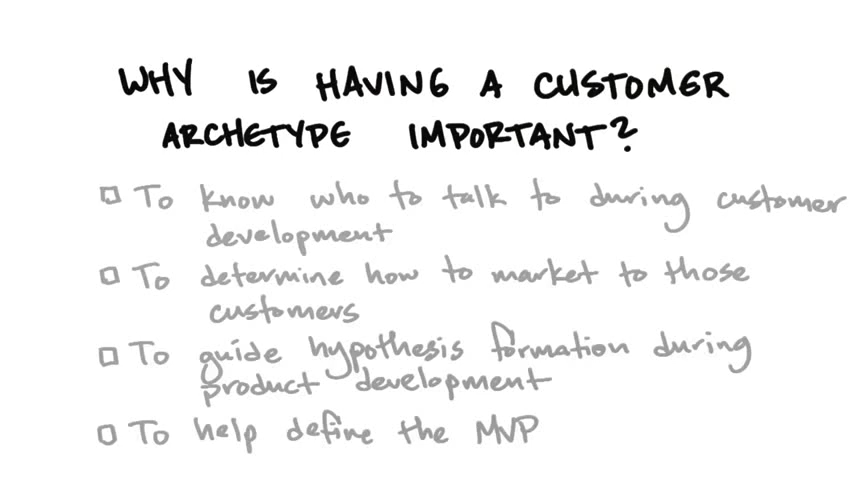 WHY IS HAVING A CUSTOMER
ARCHETYPE IMPORTANT?
To know who to talk to during customer
development
To determine how to market to those
customers
To guide hypothesis formation during
product development
To help define the MVP